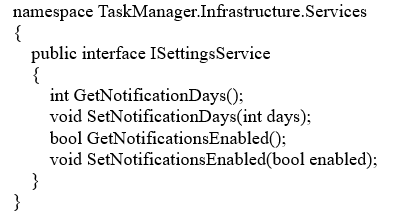 namespace TaskManager.Infrastructure.Services
{
    public interface ISettingsService
    {
        int GetNotificationDays();
        void SetNotificationDays(int days);
        bool GetNotificationsEnabled();
        void SetNotificationsEnabled(bool enabled);
    }
}